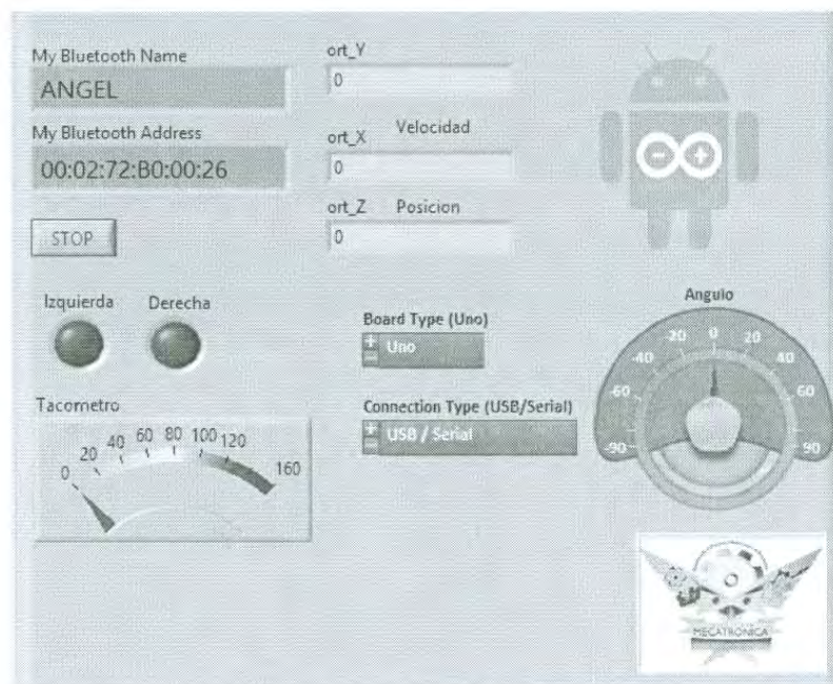 My Bluetooth Name
ANGEL
My Bluetooth Address
00:02:72:B0:00:26
STOP
ort_Y
0
ort_X Velocidad
0
ort_Z Posicion
0
Izquierda Derecha
Board Type (Uno)
Uno
Connection Type (USB/Serial)
USB / Serial
Tacometro
0 20 40 60 80 100 120 160
Angulo
-90 -60 -40 -20 0 20 40 60 90
MECATRONICA